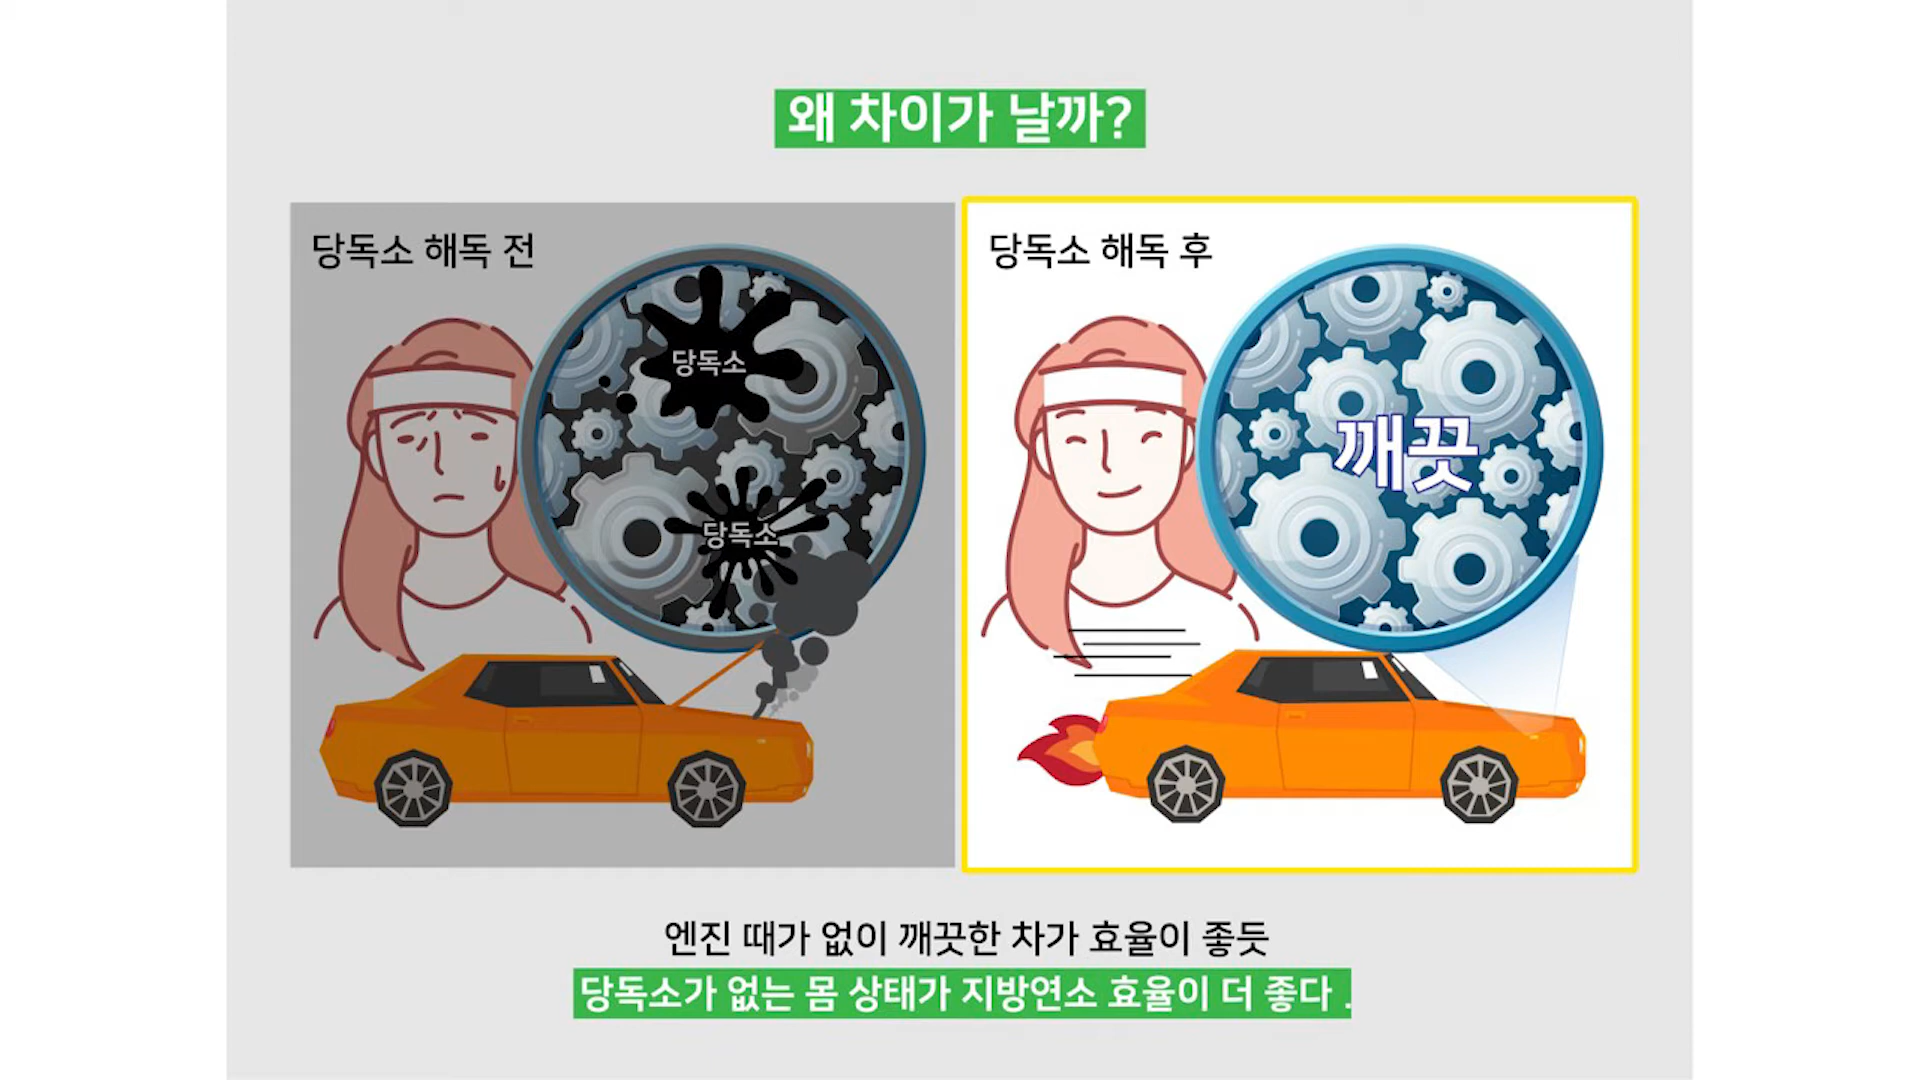 왜 차이가 날까?
당독소 해독 전
당독소
당독소
당독소 해독 후
깨끗
엔진 때가 없이 깨끗한 차가 효율이 좋듯
당독소가 없는 몸 상태가 지방연소 효율이 더 좋다 .